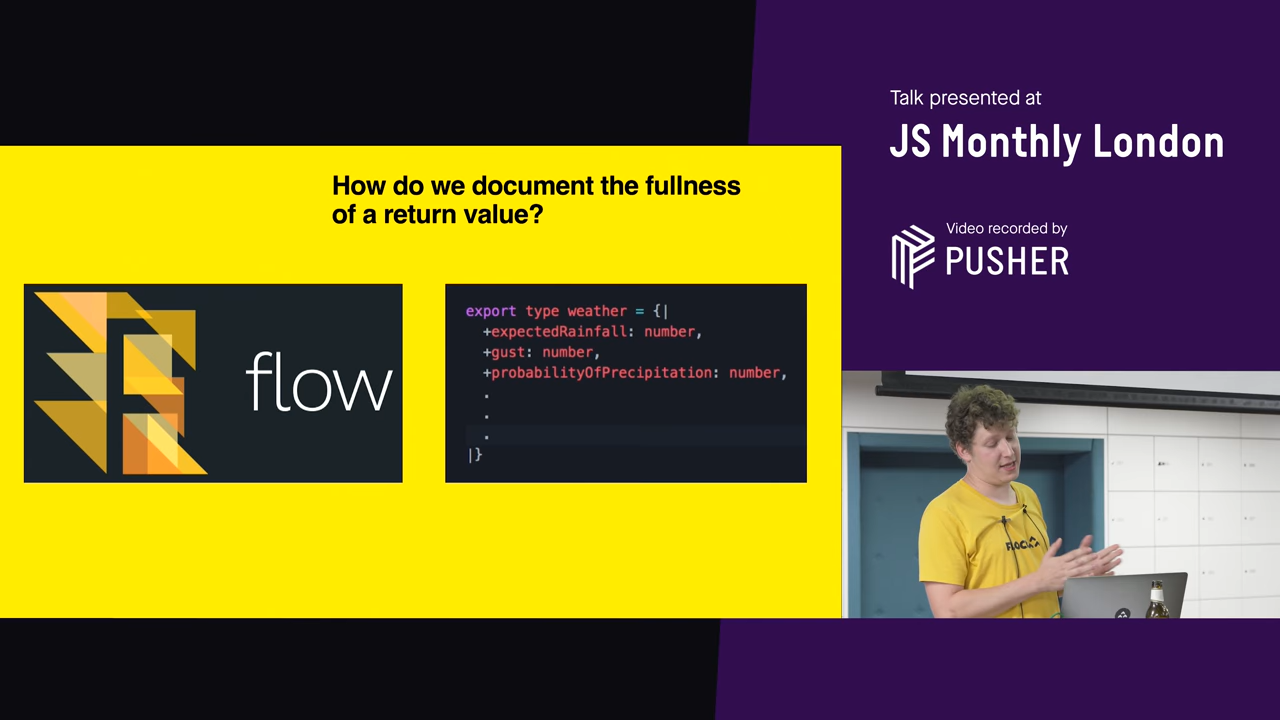 Talk presented at
JS Monthly London
Video recorded by
PUSHER
How do we document the fullness
of a return value?
flow
export type weather = {|
+expectedRainfall: number,
+gust: number,
+probabilityOfPrecipitation: number,
.
.
.
|}